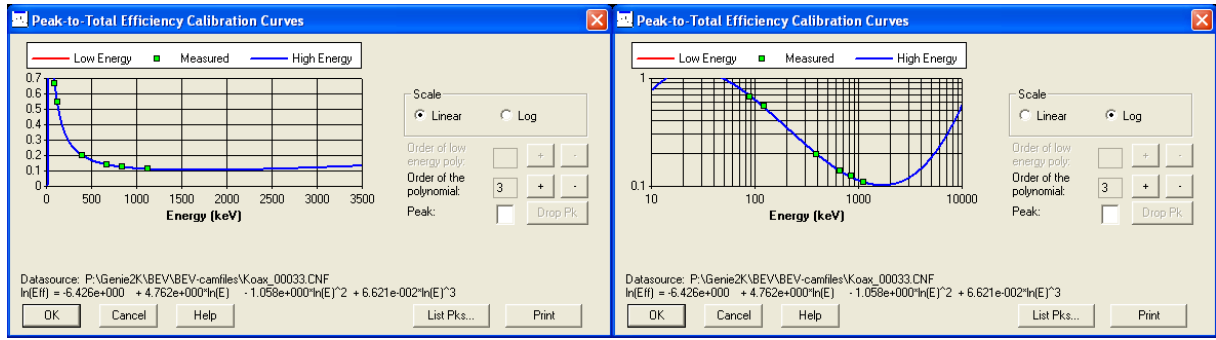 Peak-to-Total Efficiency Calibration Curves
Low Energy Measured High Energy
0.7
0.6
0.5
0.4
0.3
0.2
0.1
0
0 500 1000 1500 2000 2500 3000 3500
Energy (keV)
Scale
Linear Log
Order of low
energy poly: + -
Order of the
polynomial: 3 + -
Peak: Drop Pk
Datasource: P:\Genie2K\BEV\BEV-camfiles\Koax_00033.CNF
ln(Eff) = -6.426e+000 + 4.762e+000*ln(E) - 1.058e+000*ln(E)^2 + 6.621e-002*ln(E)^3
OK Cancel Help List Pks... Print
Peak-to-Total Efficiency Calibration Curves
Low Energy Measured High Energy
1
0.1
10 100 1000 10000
Energy (keV)
Scale
Linear Log
Order of low
energy poly: + -
Order of the
polynomial: 3 + -
Peak: Drop Pk
Datasource: P:\Genie2K\BEV\BEV-camfiles\Koax_00033.CNF
ln(Eff) = -6.426e+000 + 4.762e+000*ln(E) - 1.058e+000*ln(E)^2 + 6.621e-002*ln(E)^3
OK Cancel Help List Pks... Print